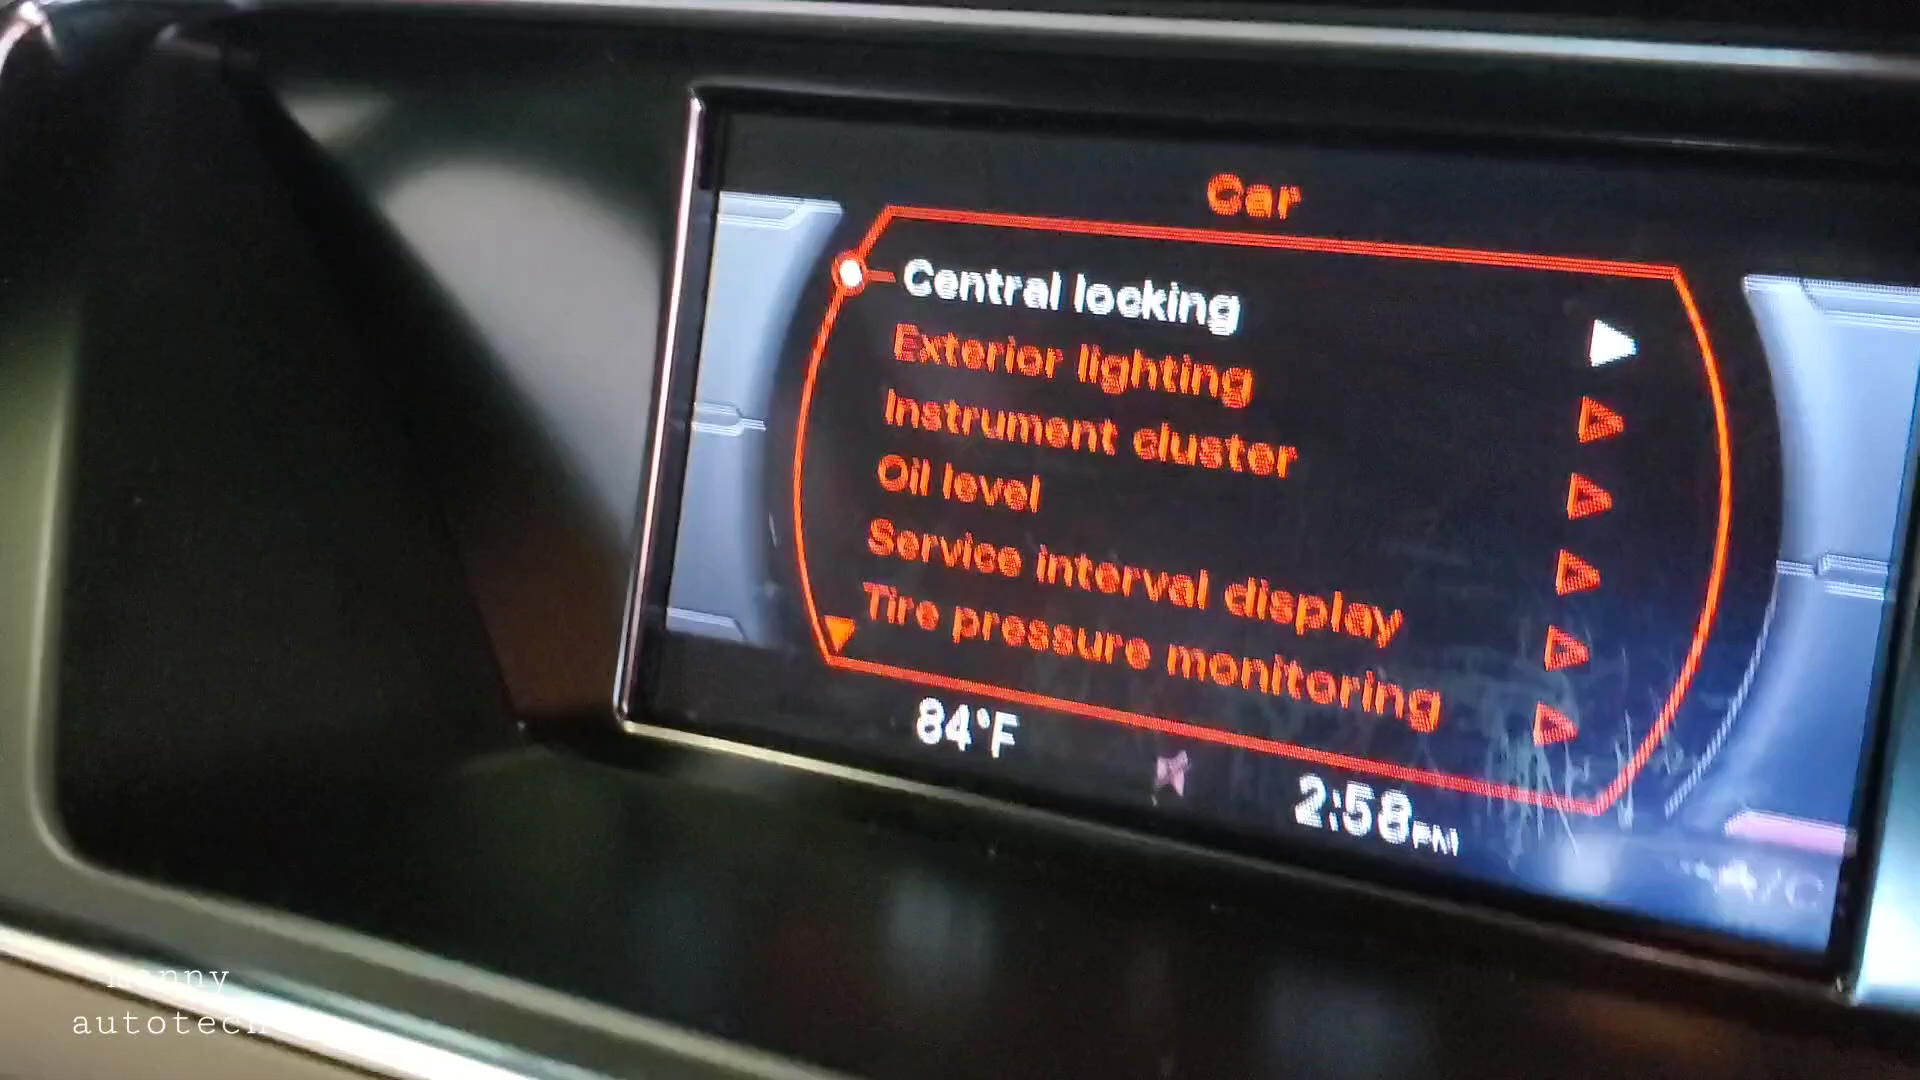 Car
Central locking
Exterior lighting
Instrument cluster
Oil level
Service interval display
Tire pressure monitoring
84°F
2:58PM
A/C
autotech